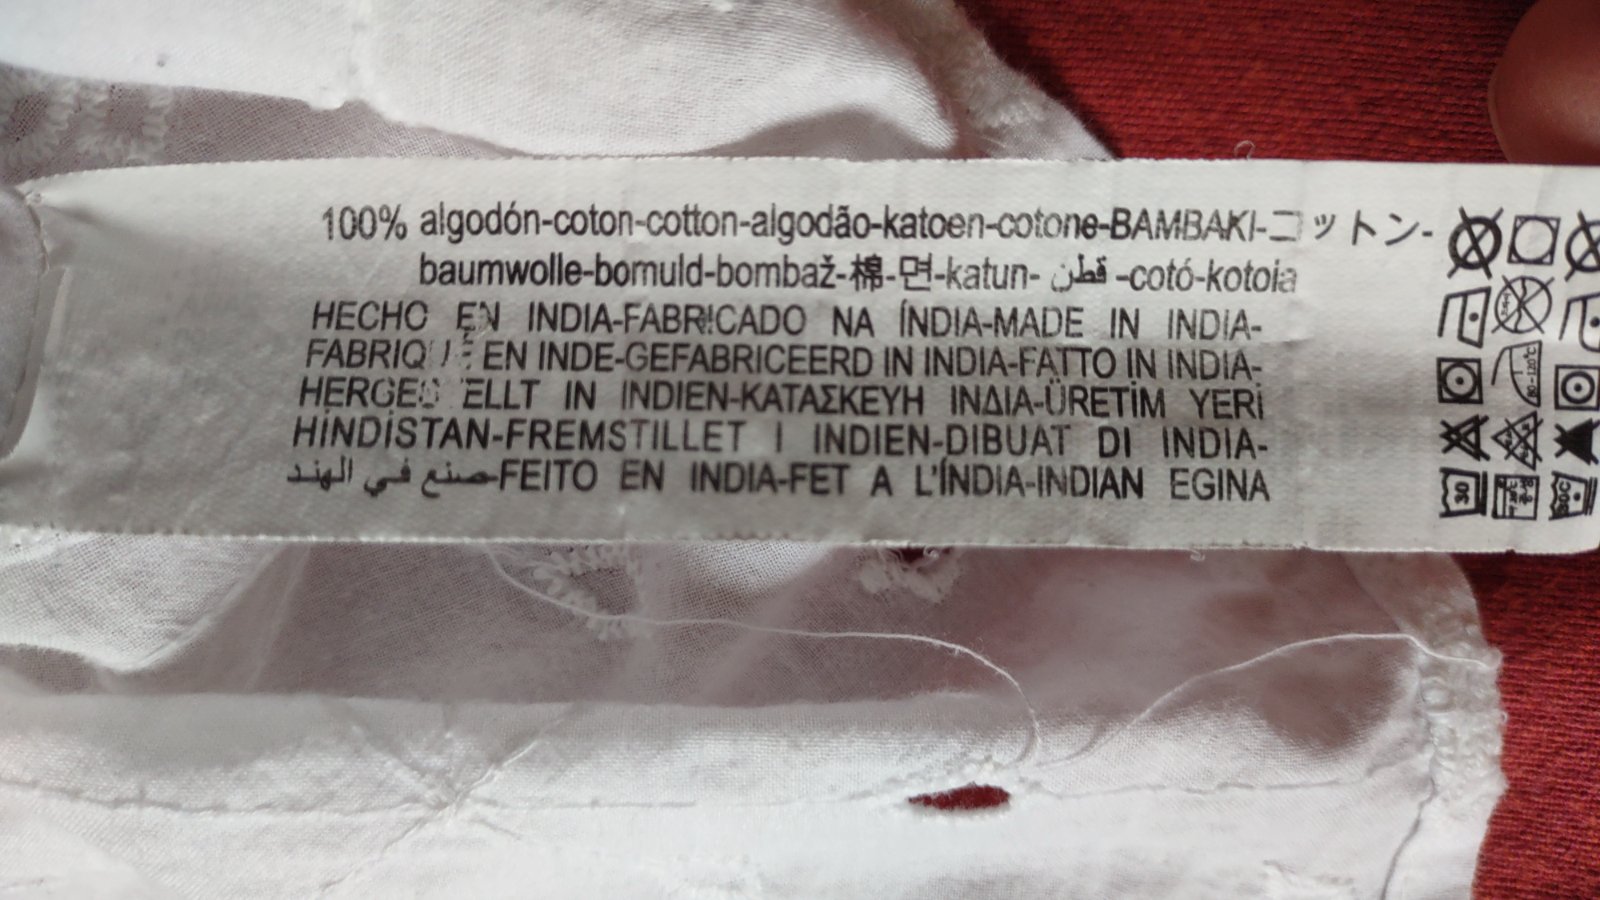 100% algodón-coton-cotton-algodão-katoen-cotone-BAMBAKI-コットン-
baumwolle-bomuld-bombaž-棉-면-katun- قطن -cotó-kotoia
HECHO EN INDIA-FABRICADO NA ÍNDIA-MADE IN INDIA-
EN INDE-GEFABRICEERD IN INDIA-FATTO IN INDIA-
IN INDIEN-ΚΑΤΑΣΚΕΥΗ ΙΝΔΙΑ-ÜRETİM YERİ
HİNDİSTAN-FREMSTILLET I INDIEN-DIBUAT DI INDIA-
صنع في الهند-FEITO EN INDIA-FET A L'ÍNDIA-INDIAN EGINA
80-120℃
30